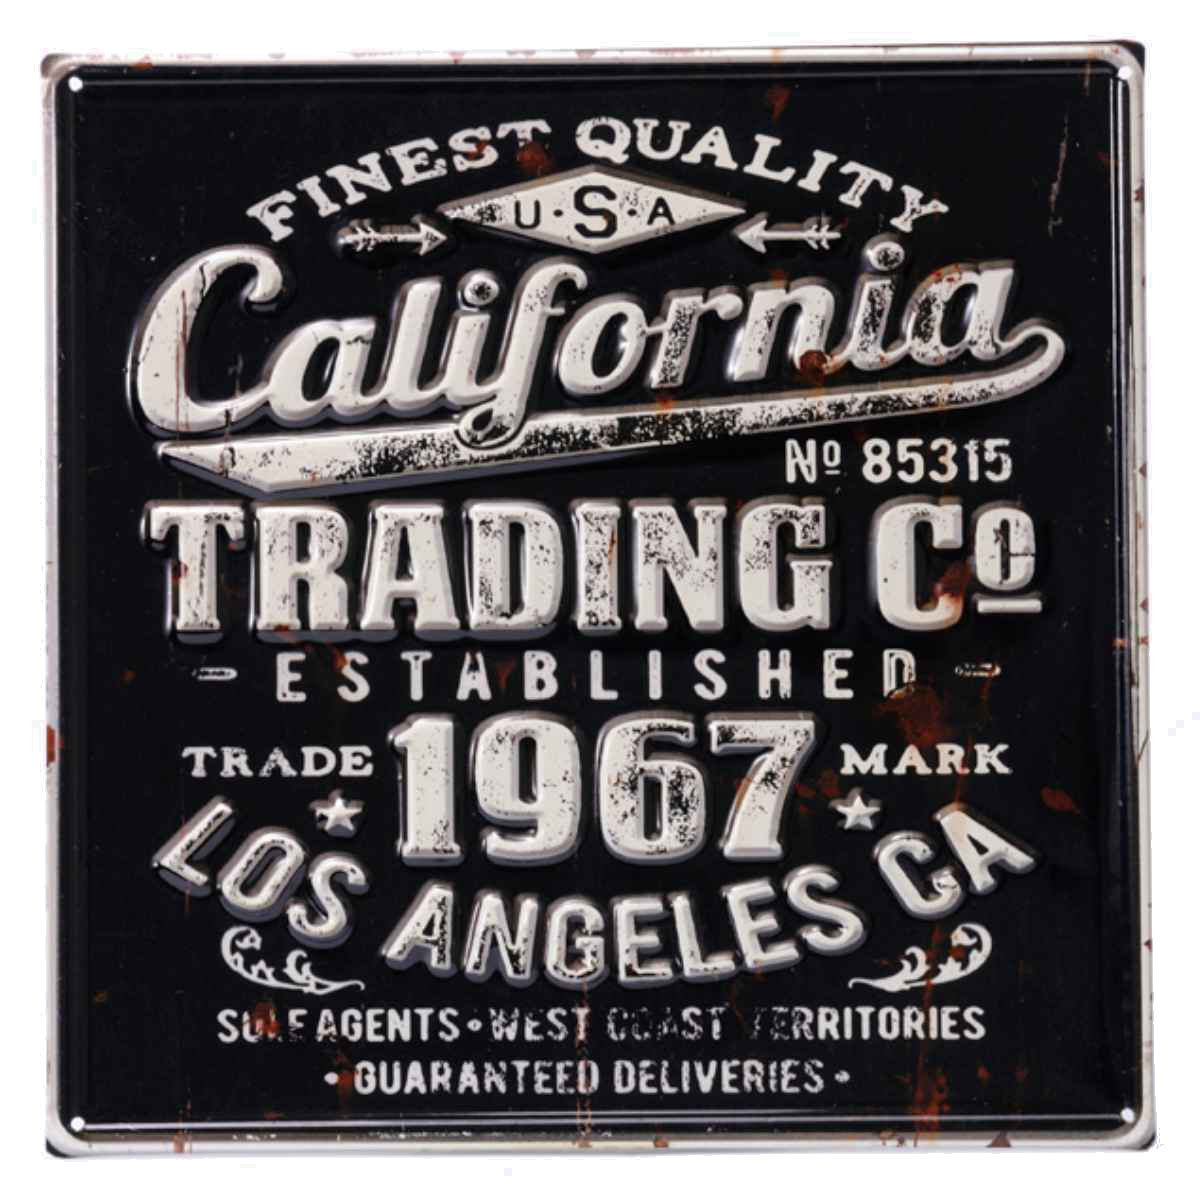 FINEST QUALITY
U·S·A
California
Nº 85315
TRADING Cº
- ESTABLISHED -
TRADE 1967 MARK
LOS ANGELES CA
SOLE AGENTS • WEST COAST TERRITORIES
• GUARANTEED DELIVERIES •